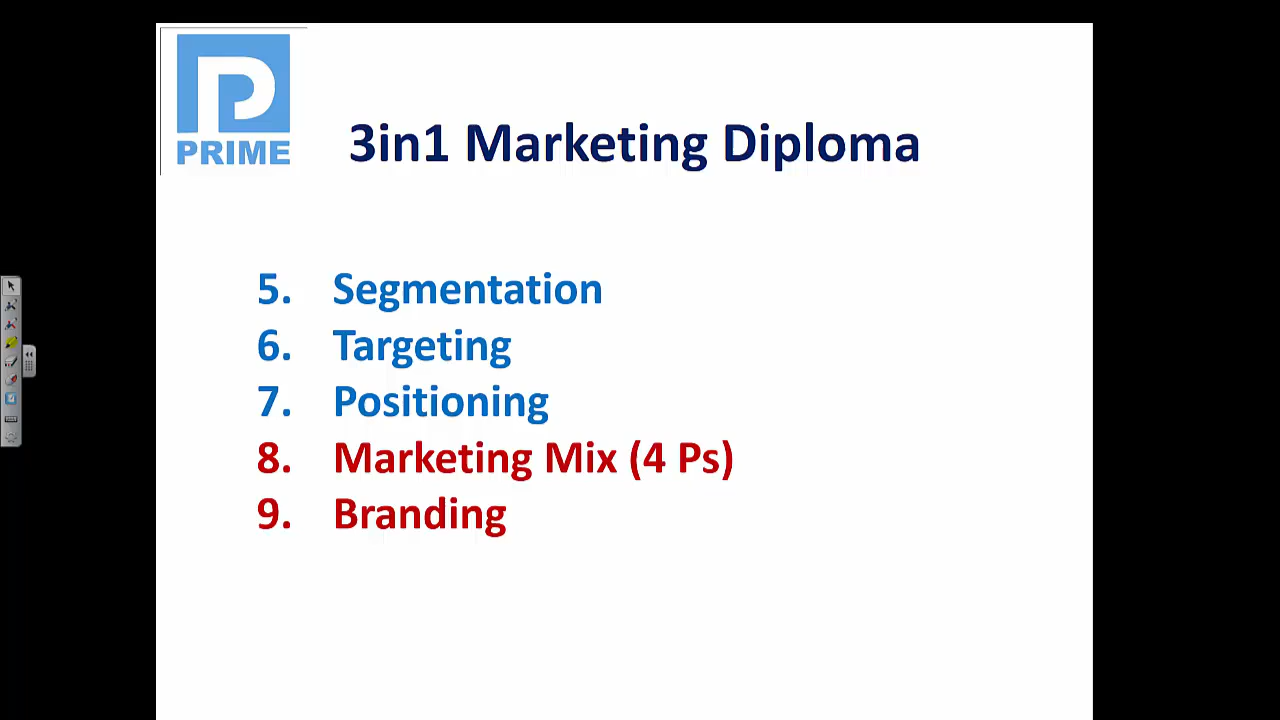 PRIME
3in1 Marketing Diploma
5. Segmentation
6. Targeting
7. Positioning
8. Marketing Mix (4 Ps)
9. Branding